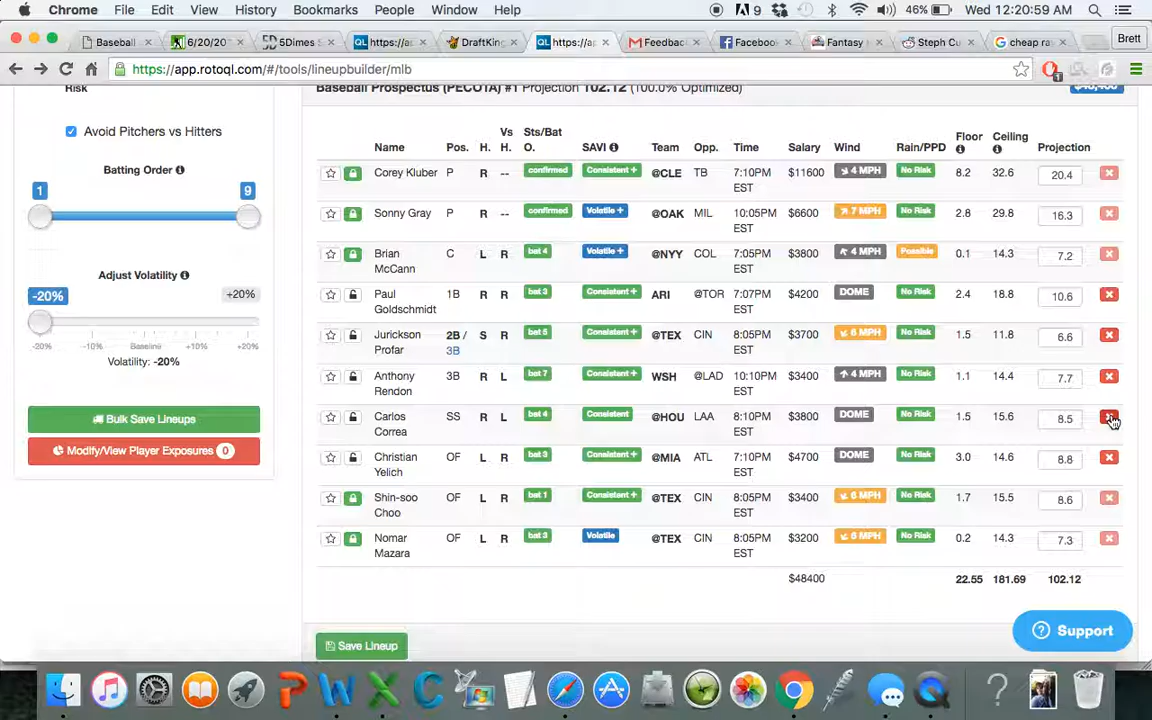 Chrome File Edit View History Bookmarks People Window Help 9 46% Wed 12:20:59 AM
Baseball 6/20/20 5Dimes S https://as DraftKing https://ap Feedbac Facebook Fantasy Steph Cu cheap ra Brett
https://app.rotoql.com/#/tools/lineupbuilder/mlb
Risk
Baseball Prospectus (PECOTA) #1 Projection 102.12 (100.0% Optimized)
Avoid Pitchers vs Hitters
Batting Order
1 9
Adjust Volatility
-20% +20%
-20% -10% Baseline +10% +20%
Volatility: -20%
Bulk Save Lineups
Modify/View Player Exposures 0
Name Pos. H. Vs H. Sts/Bat O. SAVI Team Opp. Time Salary Wind Rain/PPD Floor Ceiling Projection
Corey Kluber P R -- confirmed Consistent + @CLE TB 7:10PM EST $11600 4 MPH No Risk 8.2 32.6 20.4
Sonny Gray P R -- confirmed Volatile + @OAK MIL 10:05PM EST $6600 7 MPH No Risk 2.8 29.8 16.3
Brian McCann C L R bat 4 Volatile + @NYY COL 7:05PM EST $3800 4 MPH Possible 0.1 14.3 7.2
Paul Goldschmidt 1B R R bat 3 Consistent + ARI @TOR 7:07PM EST $4200 DOME No Risk 2.4 18.8 10.6
Jurickson Profar 2B / 3B S R bat 5 Consistent + @TEX CIN 8:05PM EST $3700 6 MPH No Risk 1.5 11.8 6.6
Anthony Rendon 3B R L bat 7 Consistent + WSH @LAD 10:10PM EST $3400 4 MPH No Risk 1.1 14.4 7.7
Carlos Correa SS R L bat 4 Consistent @HOU LAA 8:10PM EST $3800 DOME No Risk 1.5 15.6 8.5
Christian Yelich OF L R bat 3 Consistent + @MIA ATL 7:10PM EST $4700 DOME No Risk 3.0 14.6 8.8
Shin-soo Choo OF L R bat 1 Consistent + @TEX CIN 8:05PM EST $3400 6 MPH No Risk 1.7 15.5 8.6
Nomar Mazara OF L R bat 3 Volatile @TEX CIN 8:05PM EST $3200 6 MPH No Risk 0.2 14.3 7.3
$48400 22.55 181.69 102.12
Save Lineup
Support